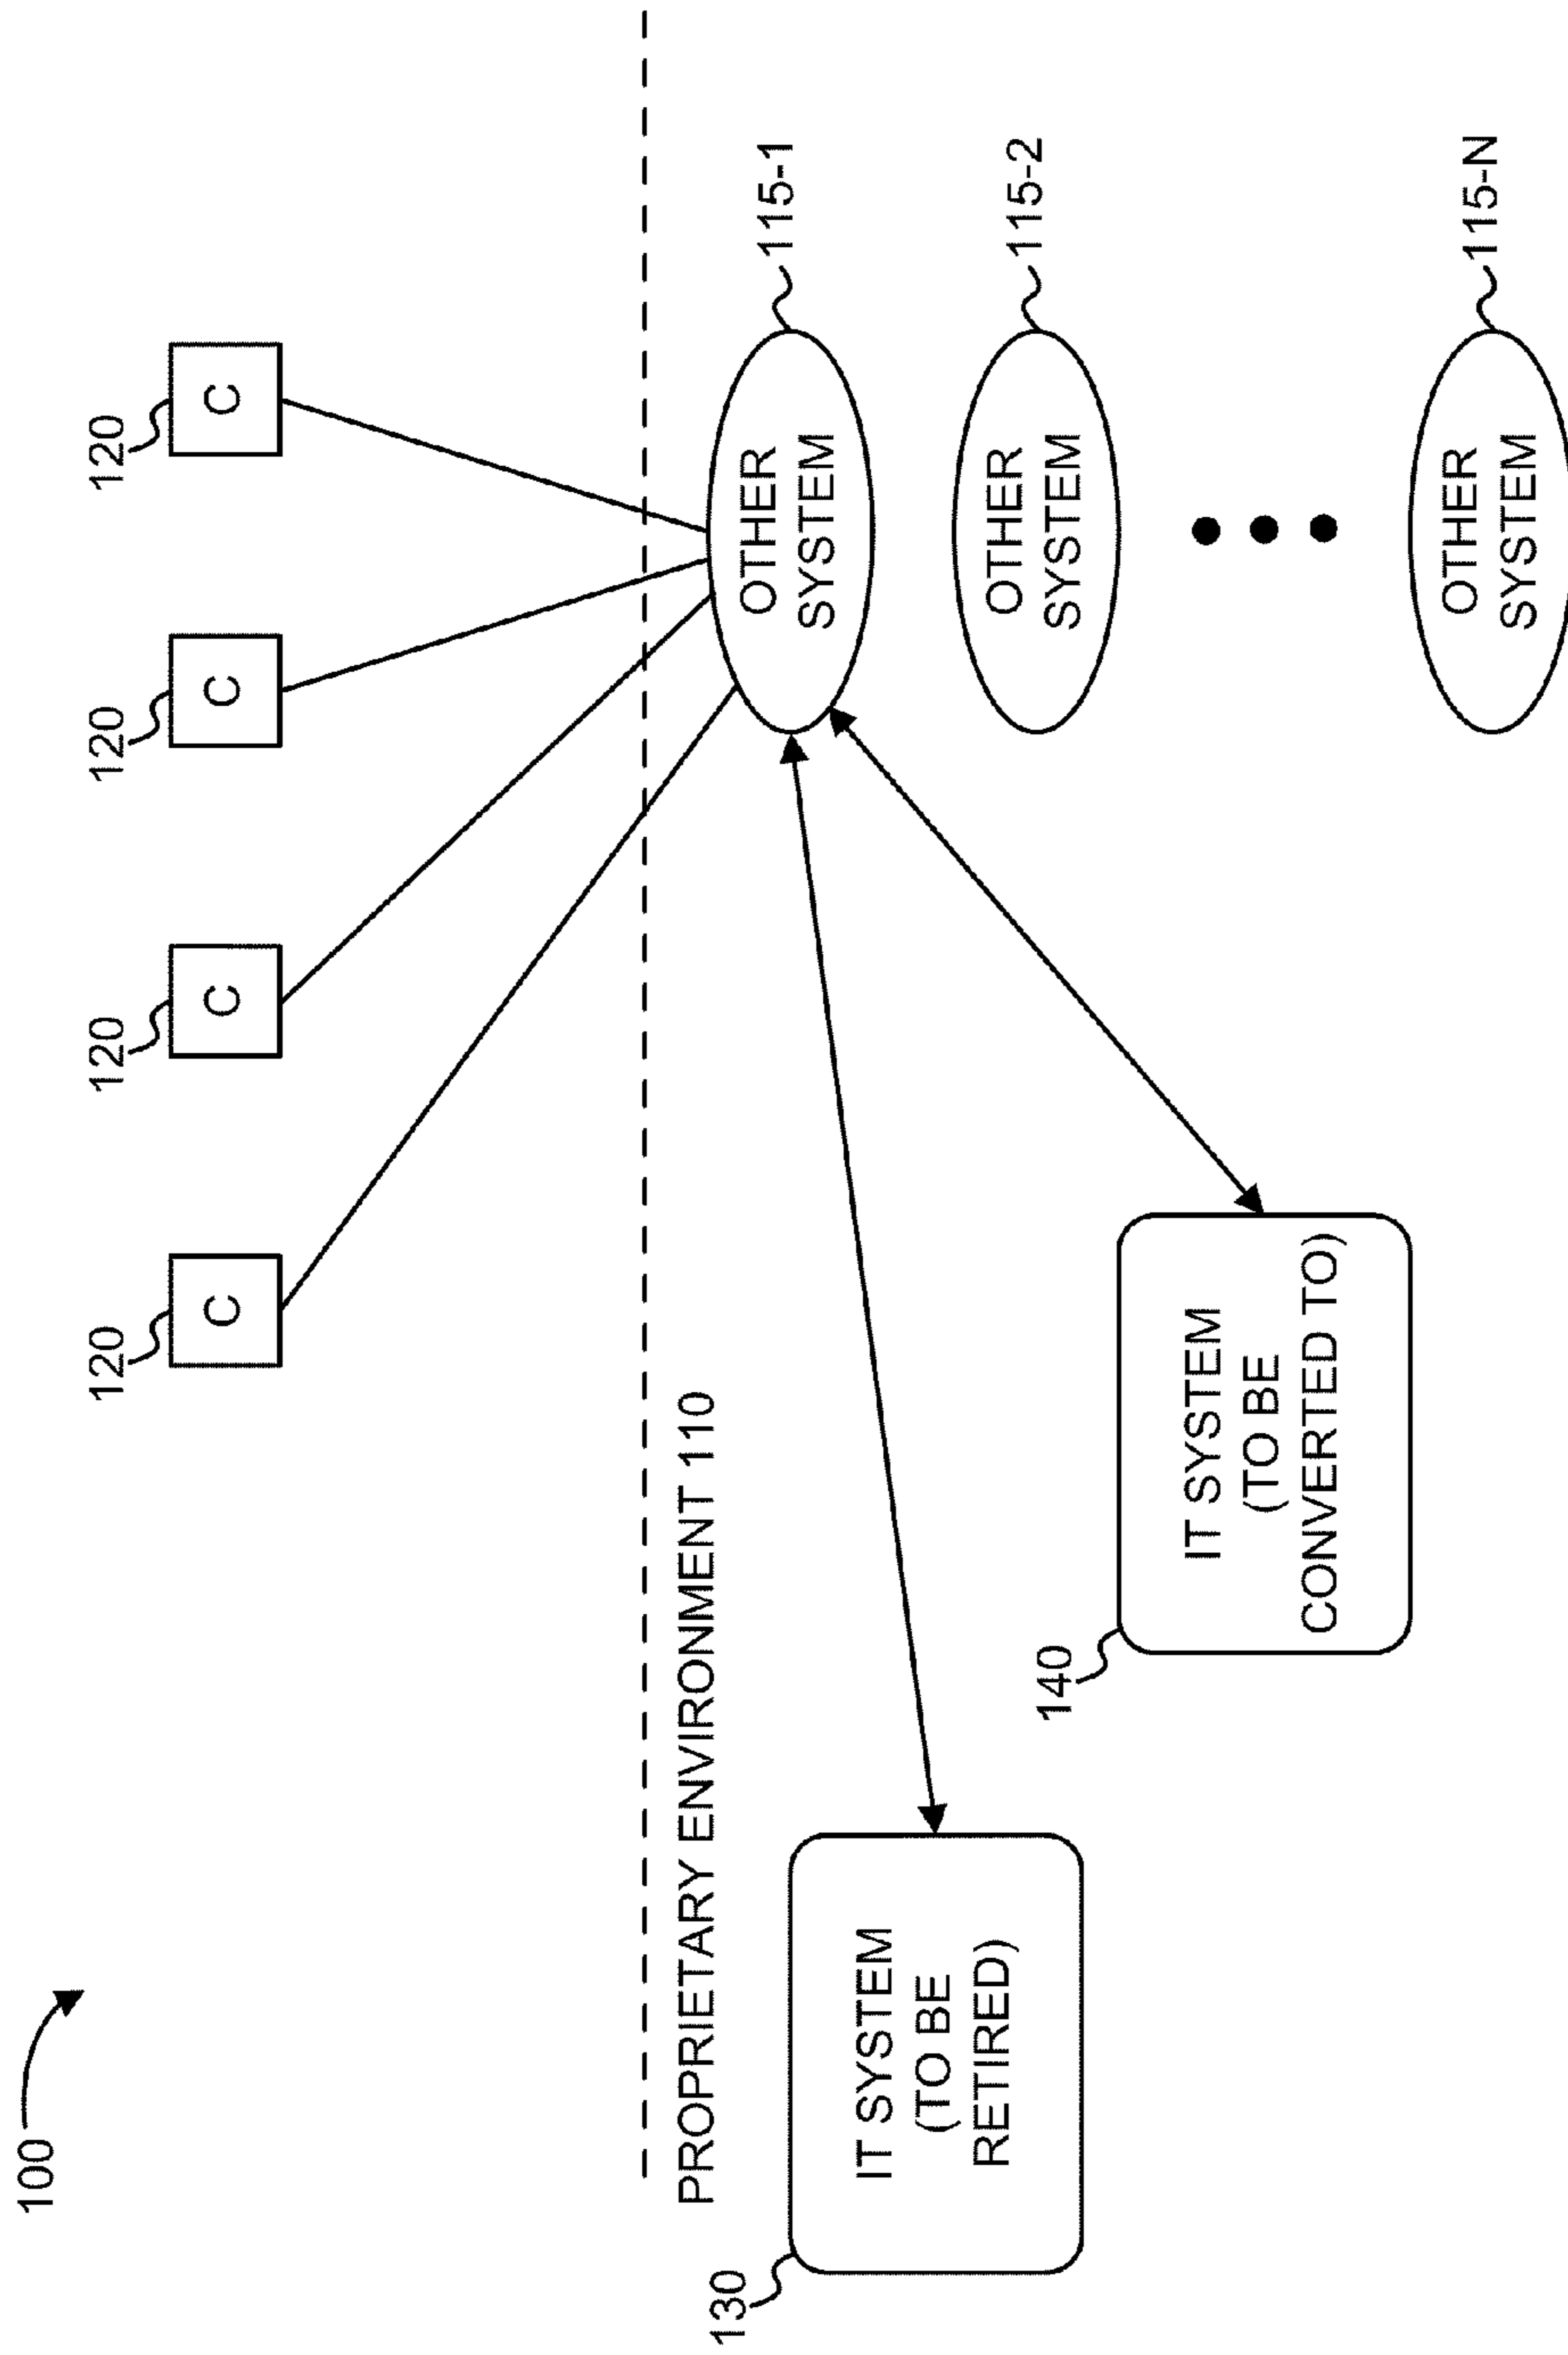 100
120
120
120
120
C
C
C
C
PROPRIETARY ENVIRONMENT 110
130
IT SYSTEM
(TO BE
RETIRED)
140
IT SYSTEM
(TO BE
CONVERTED TO)
OTHER
SYSTEM
115-1
OTHER
SYSTEM
115-2
OTHER
SYSTEM
115-N